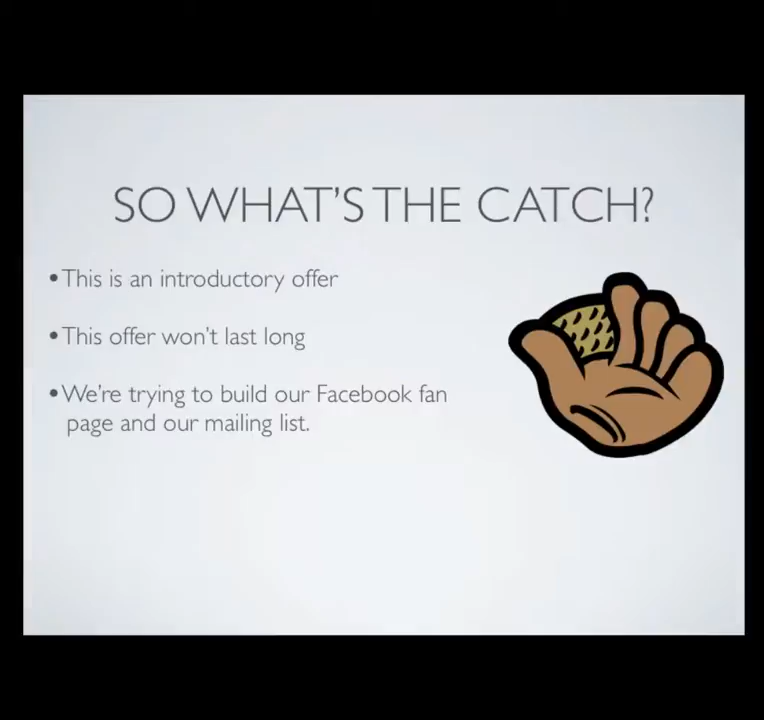 SO WHAT'S THE CATCH?
•This is an introductory offer
•This offer won't last long
•We're trying to build our Facebook fan
page and our mailing list.